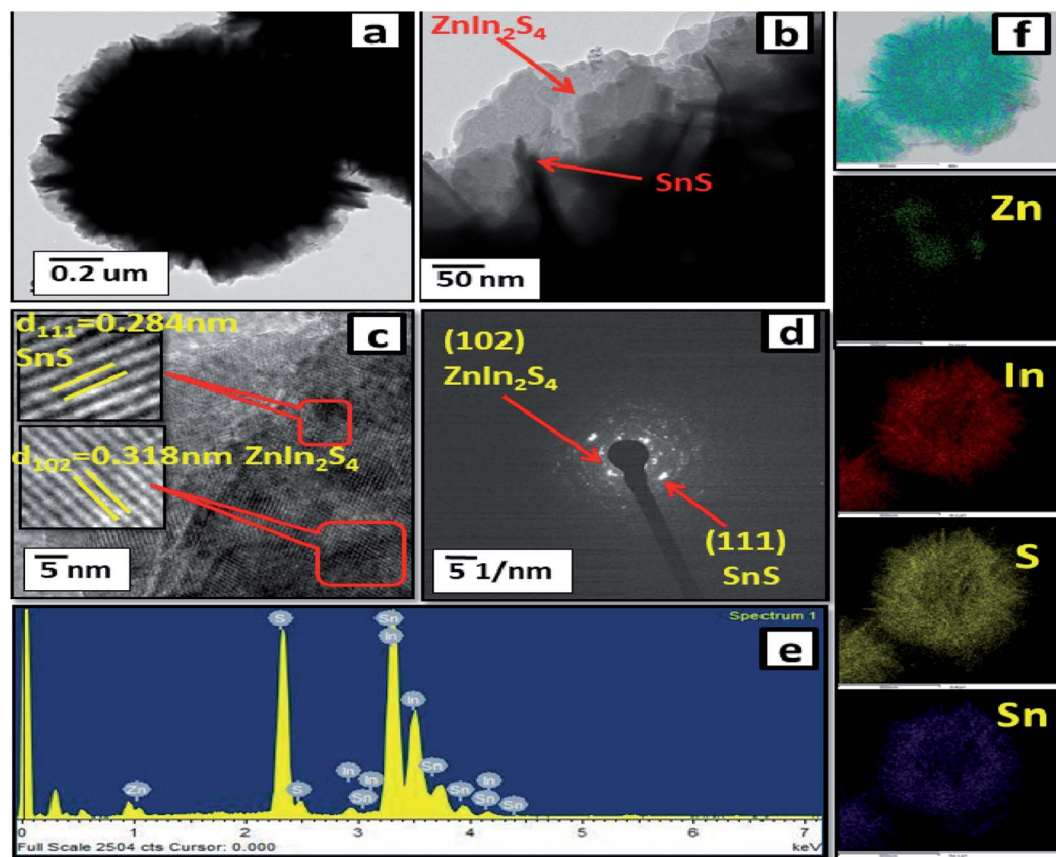 a
0.2 um
ZnIn₂S₄
b
SnS
50 nm
f
Zn
In
S
Sn
d₁₁₁=0.284nm
SnS
c
d₁₀₂=0.318nm ZnIn₂S₄
5 nm
d
(102)
ZnIn₂S₄
(111)
SnS
5 1/nm
Spectrum 1
e
S
Sn
In
In
Sn
Zn
S
In
In
Sn
Sn
In
Sn
Sn
0 1 2 3 4 5 6 7
Full Scale 2504 cts Cursor: 0.000
keV